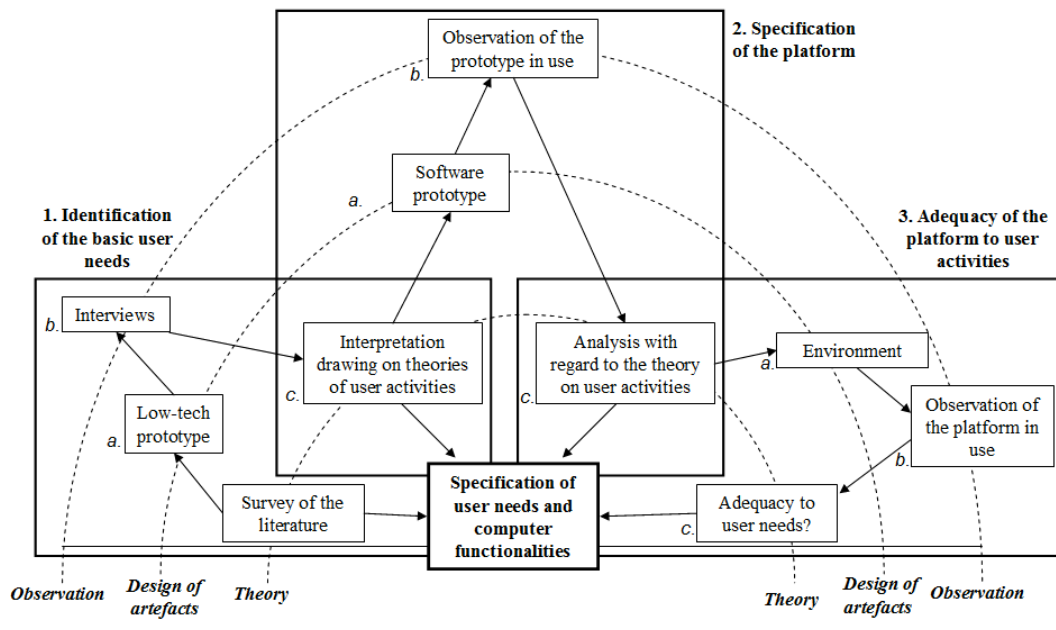 2. Specification
of the platform
Observation of the
prototype in use
b.
Software
prototype
a.
1. Identification
of the basic user
needs
3. Adequacy of the
platform to user
activities
b.
Interviews
Interpretation
drawing on theories
of user activities
c.
Analysis with
regard to the theory
on user activities
c.
Environment
a.
Low-tech
prototype
a.
Observation of
the platform in
use
b.
Survey of the
literature
Specification of
user needs and
computer
functionalities
Adequacy to
user needs?
c.
Observation
Design of
artefacts
Theory
Theory
Design of
artefacts
Observation